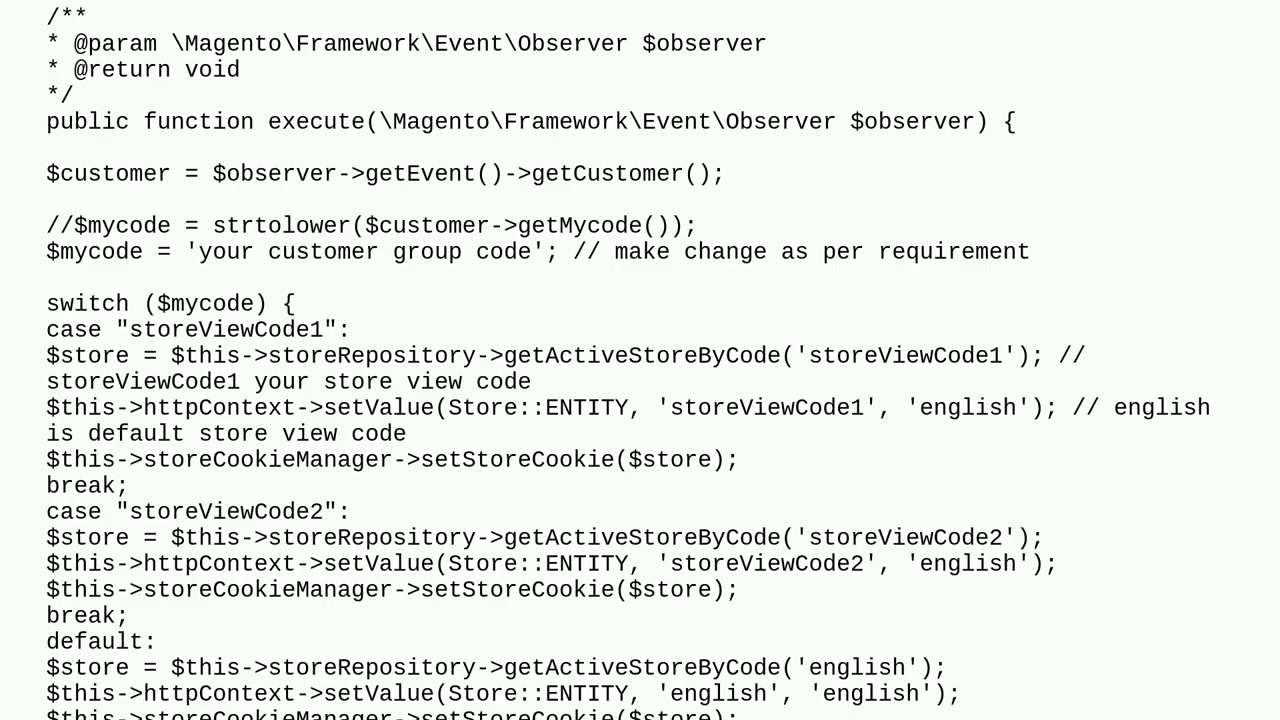 /**
* @param \Magento\Framework\Event\Observer $observer
* @return void
*/
public function execute(\Magento\Framework\Event\Observer $observer) {
$customer = $observer->getEvent()->getCustomer();
//$mycode = strtolower($customer->getMycode());
$mycode = 'your customer group code'; // make change as per requirement
switch ($mycode) {
case "storeViewCode1":
$store = $this->storeRepository->getActiveStoreByCode('storeViewCode1'); //
storeViewCode1 your store view code
$this->httpContext->setValue(Store::ENTITY, 'storeViewCode1', 'english'); // english
is default store view code
$this->storeCookieManager->setStoreCookie($store);
break;
case "storeViewCode2":
$store = $this->storeRepository->getActiveStoreByCode('storeViewCode2');
$this->httpContext->setValue(Store::ENTITY, 'storeViewCode2', 'english');
$this->storeCookieManager->setStoreCookie($store);
break;
default:
$store = $this->storeRepository->getActiveStoreByCode('english');
$this->httpContext->setValue(Store::ENTITY, 'english', 'english');
$this->storeCookieManager->setStoreCookie($store);